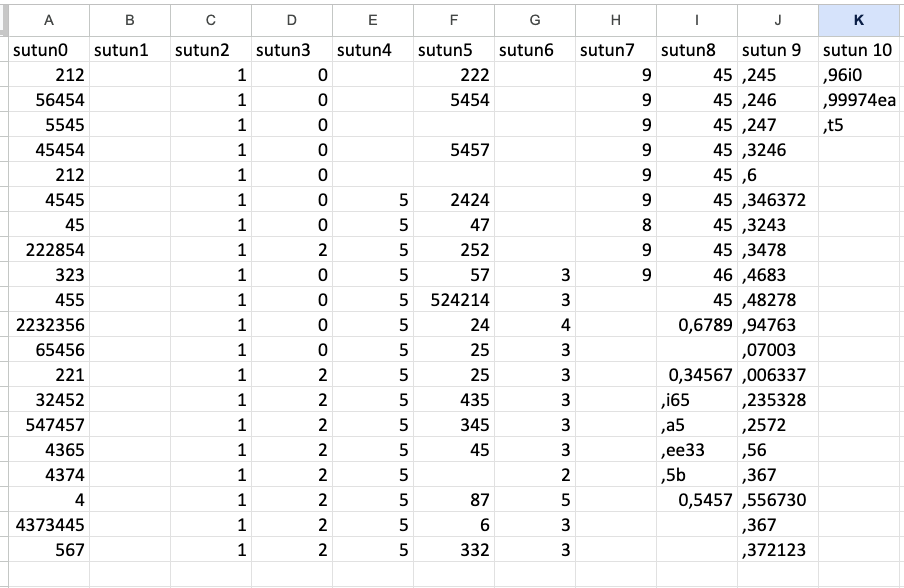 A B C D E F G H I J K
sutun0 sutun1 sutun2 sutun3 sutun4 sutun5 sutun6 sutun7 sutun8 sutun 9 sutun 10
212 1 0 222 9 45 ,245 ,96i0
56454 1 0 5454 9 45 ,246 ,99974ea
5545 1 0 9 45 ,247 ,t5
45454 1 0 5457 9 45 ,3246
212 1 0 9 45 ,6
4545 1 0 5 2424 9 45 ,346372
45 1 0 5 47 8 45 ,3243
222854 1 2 5 252 9 45 ,3478
323 1 0 5 57 3 9 46 ,4683
455 1 0 5 524214 3 45 ,48278
2232356 1 0 5 24 4 0,6789 ,94763
65456 1 0 5 25 3 ,07003
221 1 2 5 25 3 0,34567 ,006337
32452 1 2 5 435 3 ,i65 ,235328
547457 1 2 5 345 3 ,a5 ,2572
4365 1 2 5 45 3 ,ee33 ,56
4374 1 2 5 2 ,5b ,367
4 1 2 5 87 5 0,5457 ,556730
4373445 1 2 5 6 3 ,367
567 1 2 5 332 3 ,372123